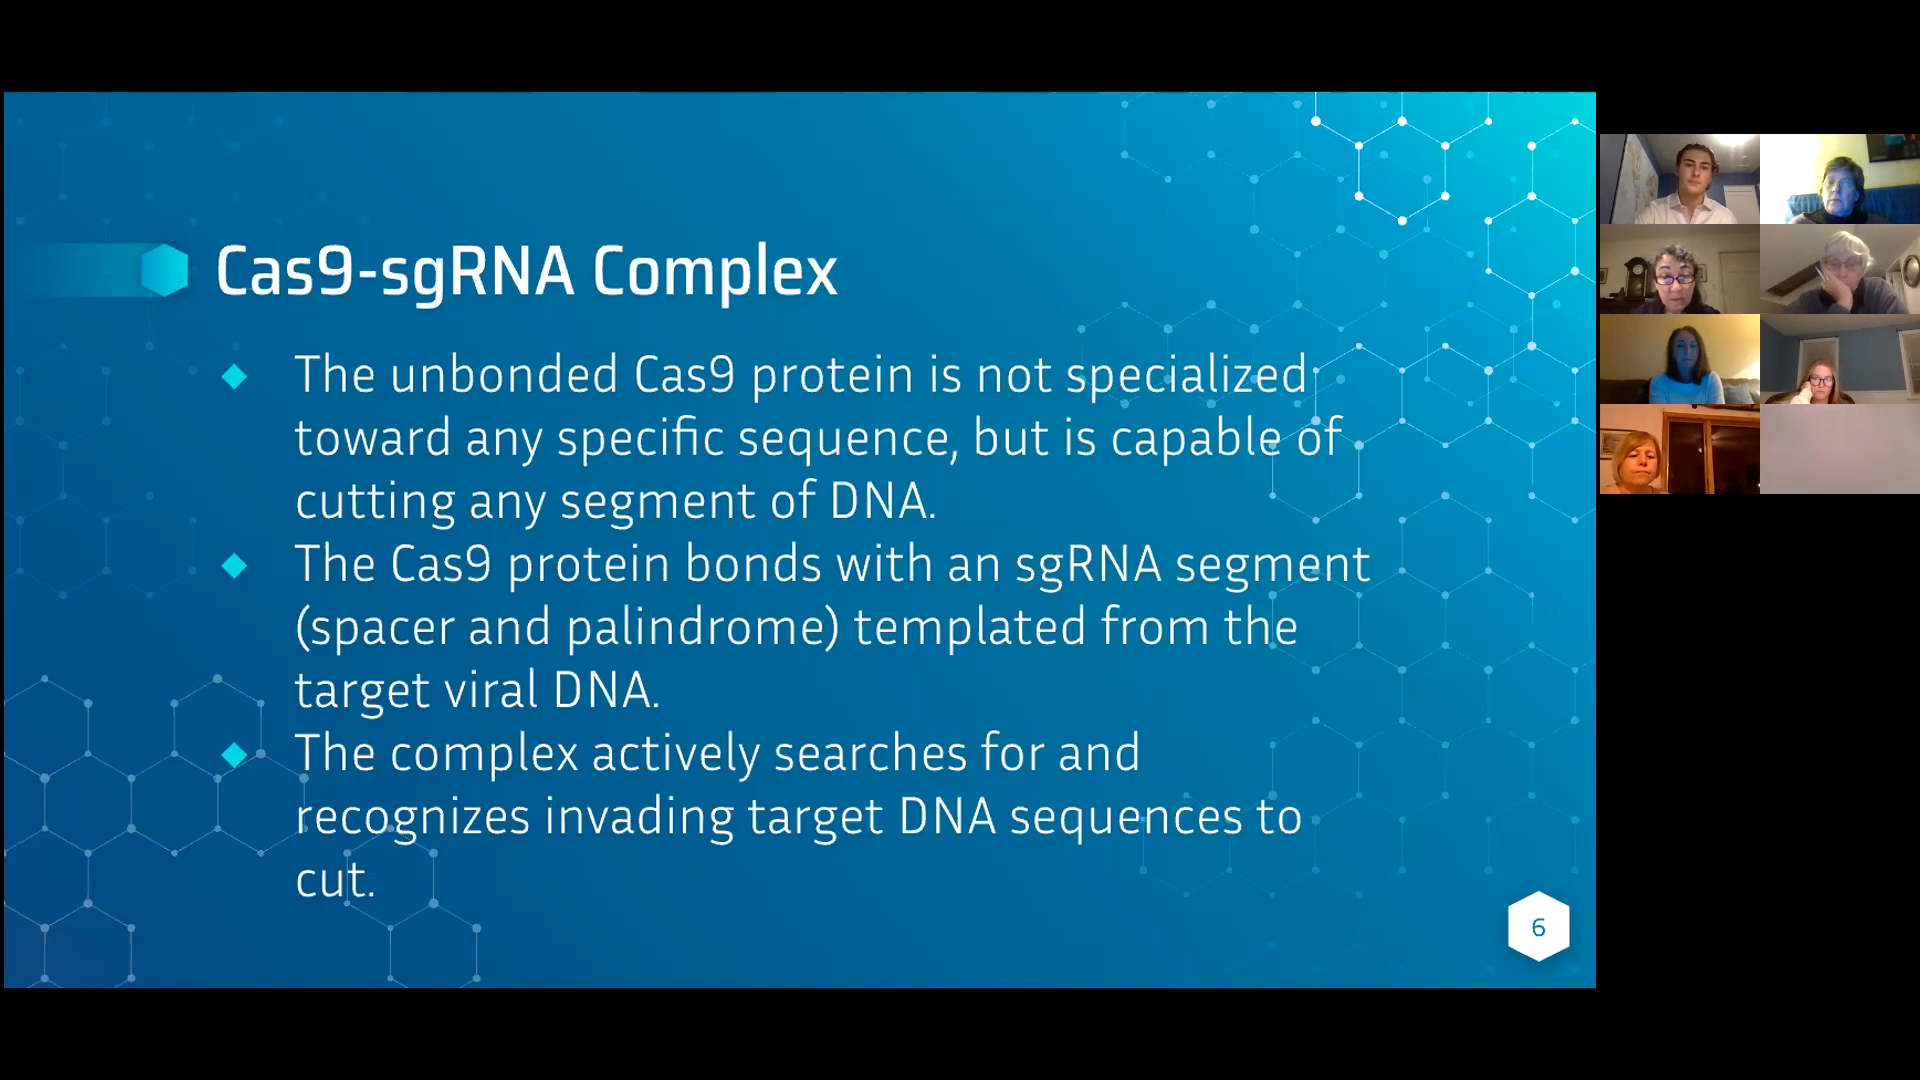 Cas9-sgRNA Complex
The unbonded Cas9 protein is not specialized
toward any specific sequence, but is capable of
cutting any segment of DNA.
The Cas9 protein bonds with an sgRNA segment
(spacer and palindrome) templated from the
target viral DNA.
The complex actively searches for and
recognizes invading target DNA sequences to
cut.
6